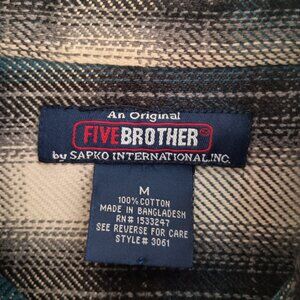 An Original
FIVEBROTHER
by SAPKO INTERNATIONAL, INC.
M
100% COTTON
MADE IN BANGLADESH
RN# 1533247
SEE REVERSE FOR CARE
STYLE# 3061